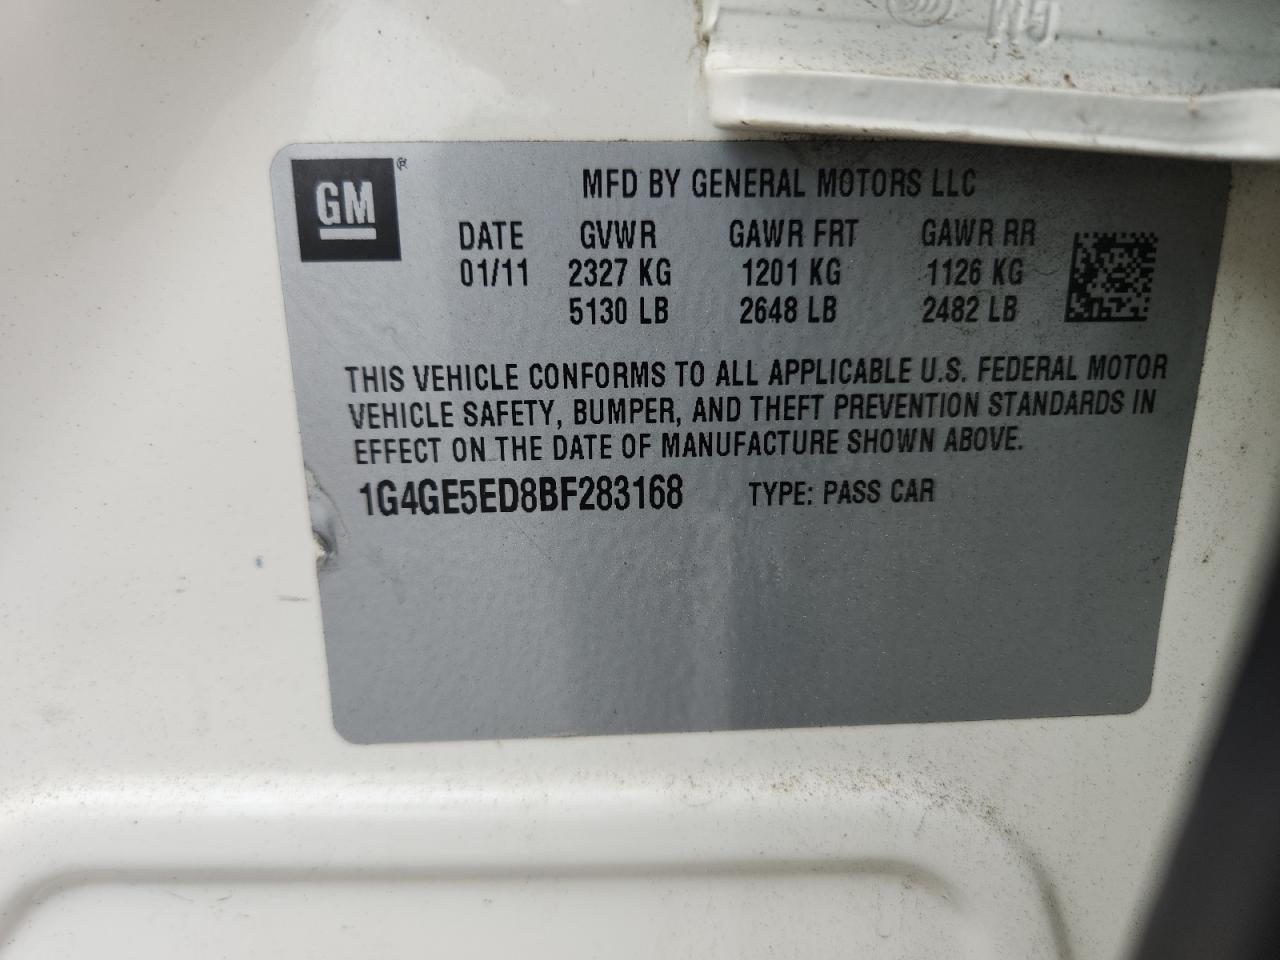 GM
GM ®
MFD BY GENERAL MOTORS LLC
DATE GVWR GAWR FRT GAWR RR
01/11 2327 KG 1201 KG 1126 KG
5130 LB 2648 LB 2482 LB
THIS VEHICLE CONFORMS TO ALL APPLICABLE U.S. FEDERAL MOTOR
VEHICLE SAFETY, BUMPER, AND THEFT PREVENTION STANDARDS IN
EFFECT ON THE DATE OF MANUFACTURE SHOWN ABOVE.
1G4GE5ED8BF283168 TYPE: PASS CAR